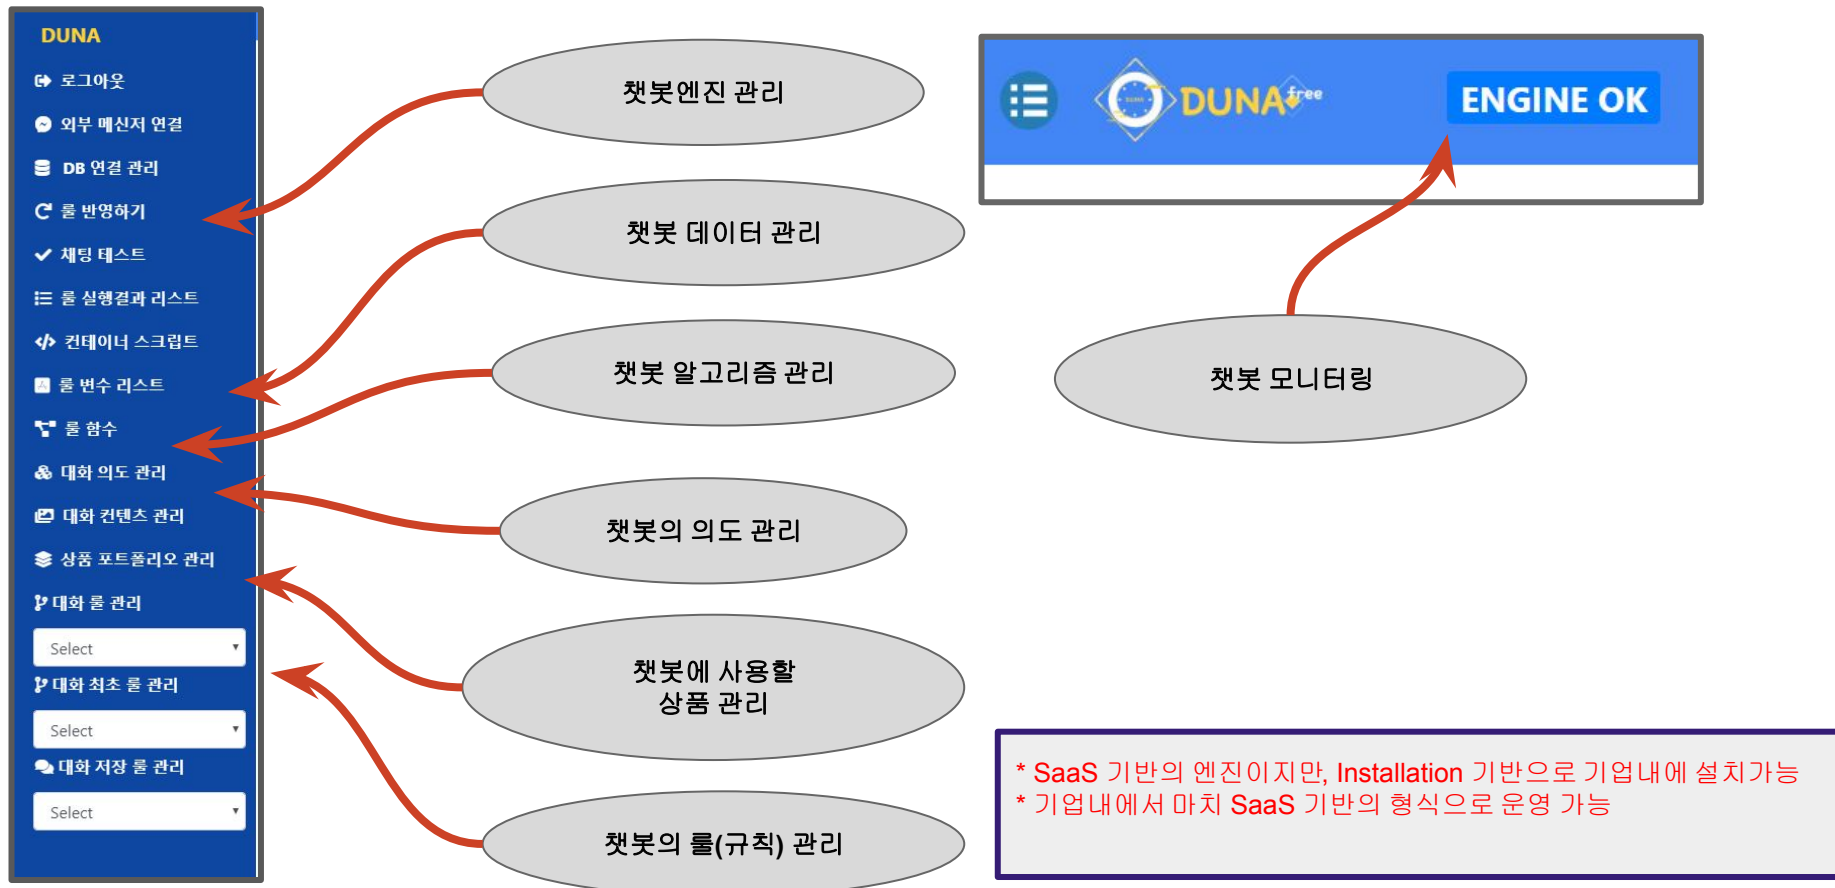 DUNA
로그아웃
외부 메신저 연결
DB 연결 관리
룰 반영하기
채팅 테스트
룰 실행결과 리스트
컨테이너 스크립트
룰 변수 리스트
룰 함수
대화 의도 관리
대화 컨텐츠 관리
상품 포트폴리오 관리
대화 룰 관리
Select
대화 최초 룰 관리
Select
대화 저장 룰 관리
Select
챗봇엔진 관리
챗봇 데이터 관리
챗봇 알고리즘 관리
챗봇의 의도 관리
챗봇에 사용할
상품 관리
챗봇의 룰(규칙) 관리
DUNA free
ENGINE OK
챗봇 모니터링
* SaaS 기반의 엔진이지만, Installation 기반으로 기업내에 설치가능
* 기업내에서 마치 SaaS 기반의 형식으로 운영 가능